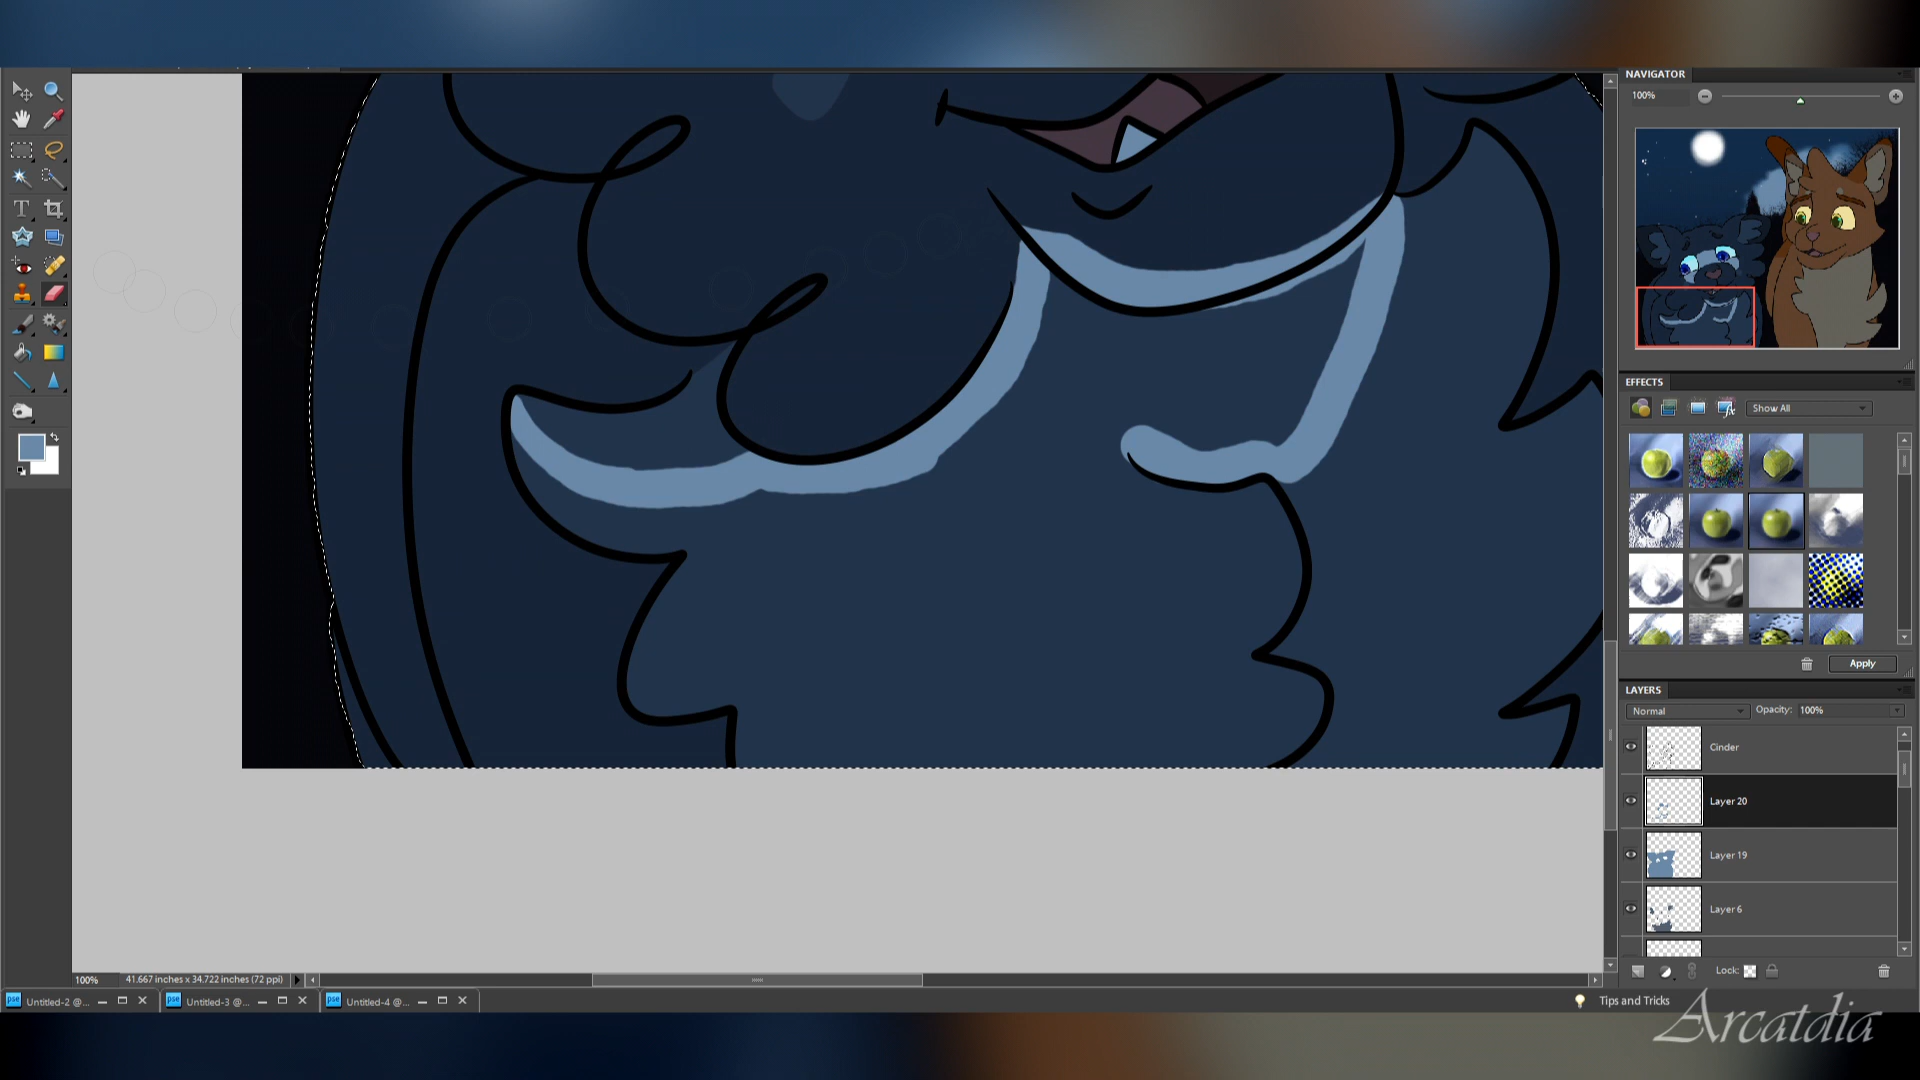 NAVIGATOR
100%
EFFECTS
Show All
Apply
LAYERS
Normal
Opacity: 100%
Cinder
Layer 20
Layer 19
Layer 6
Lock:
100%
41.667 inches x 34.722 inches (72 ppi)
Untitled-2 @...
Untitled-3 @...
Untitled-4 @...
Tips and Tricks
Arcatdia